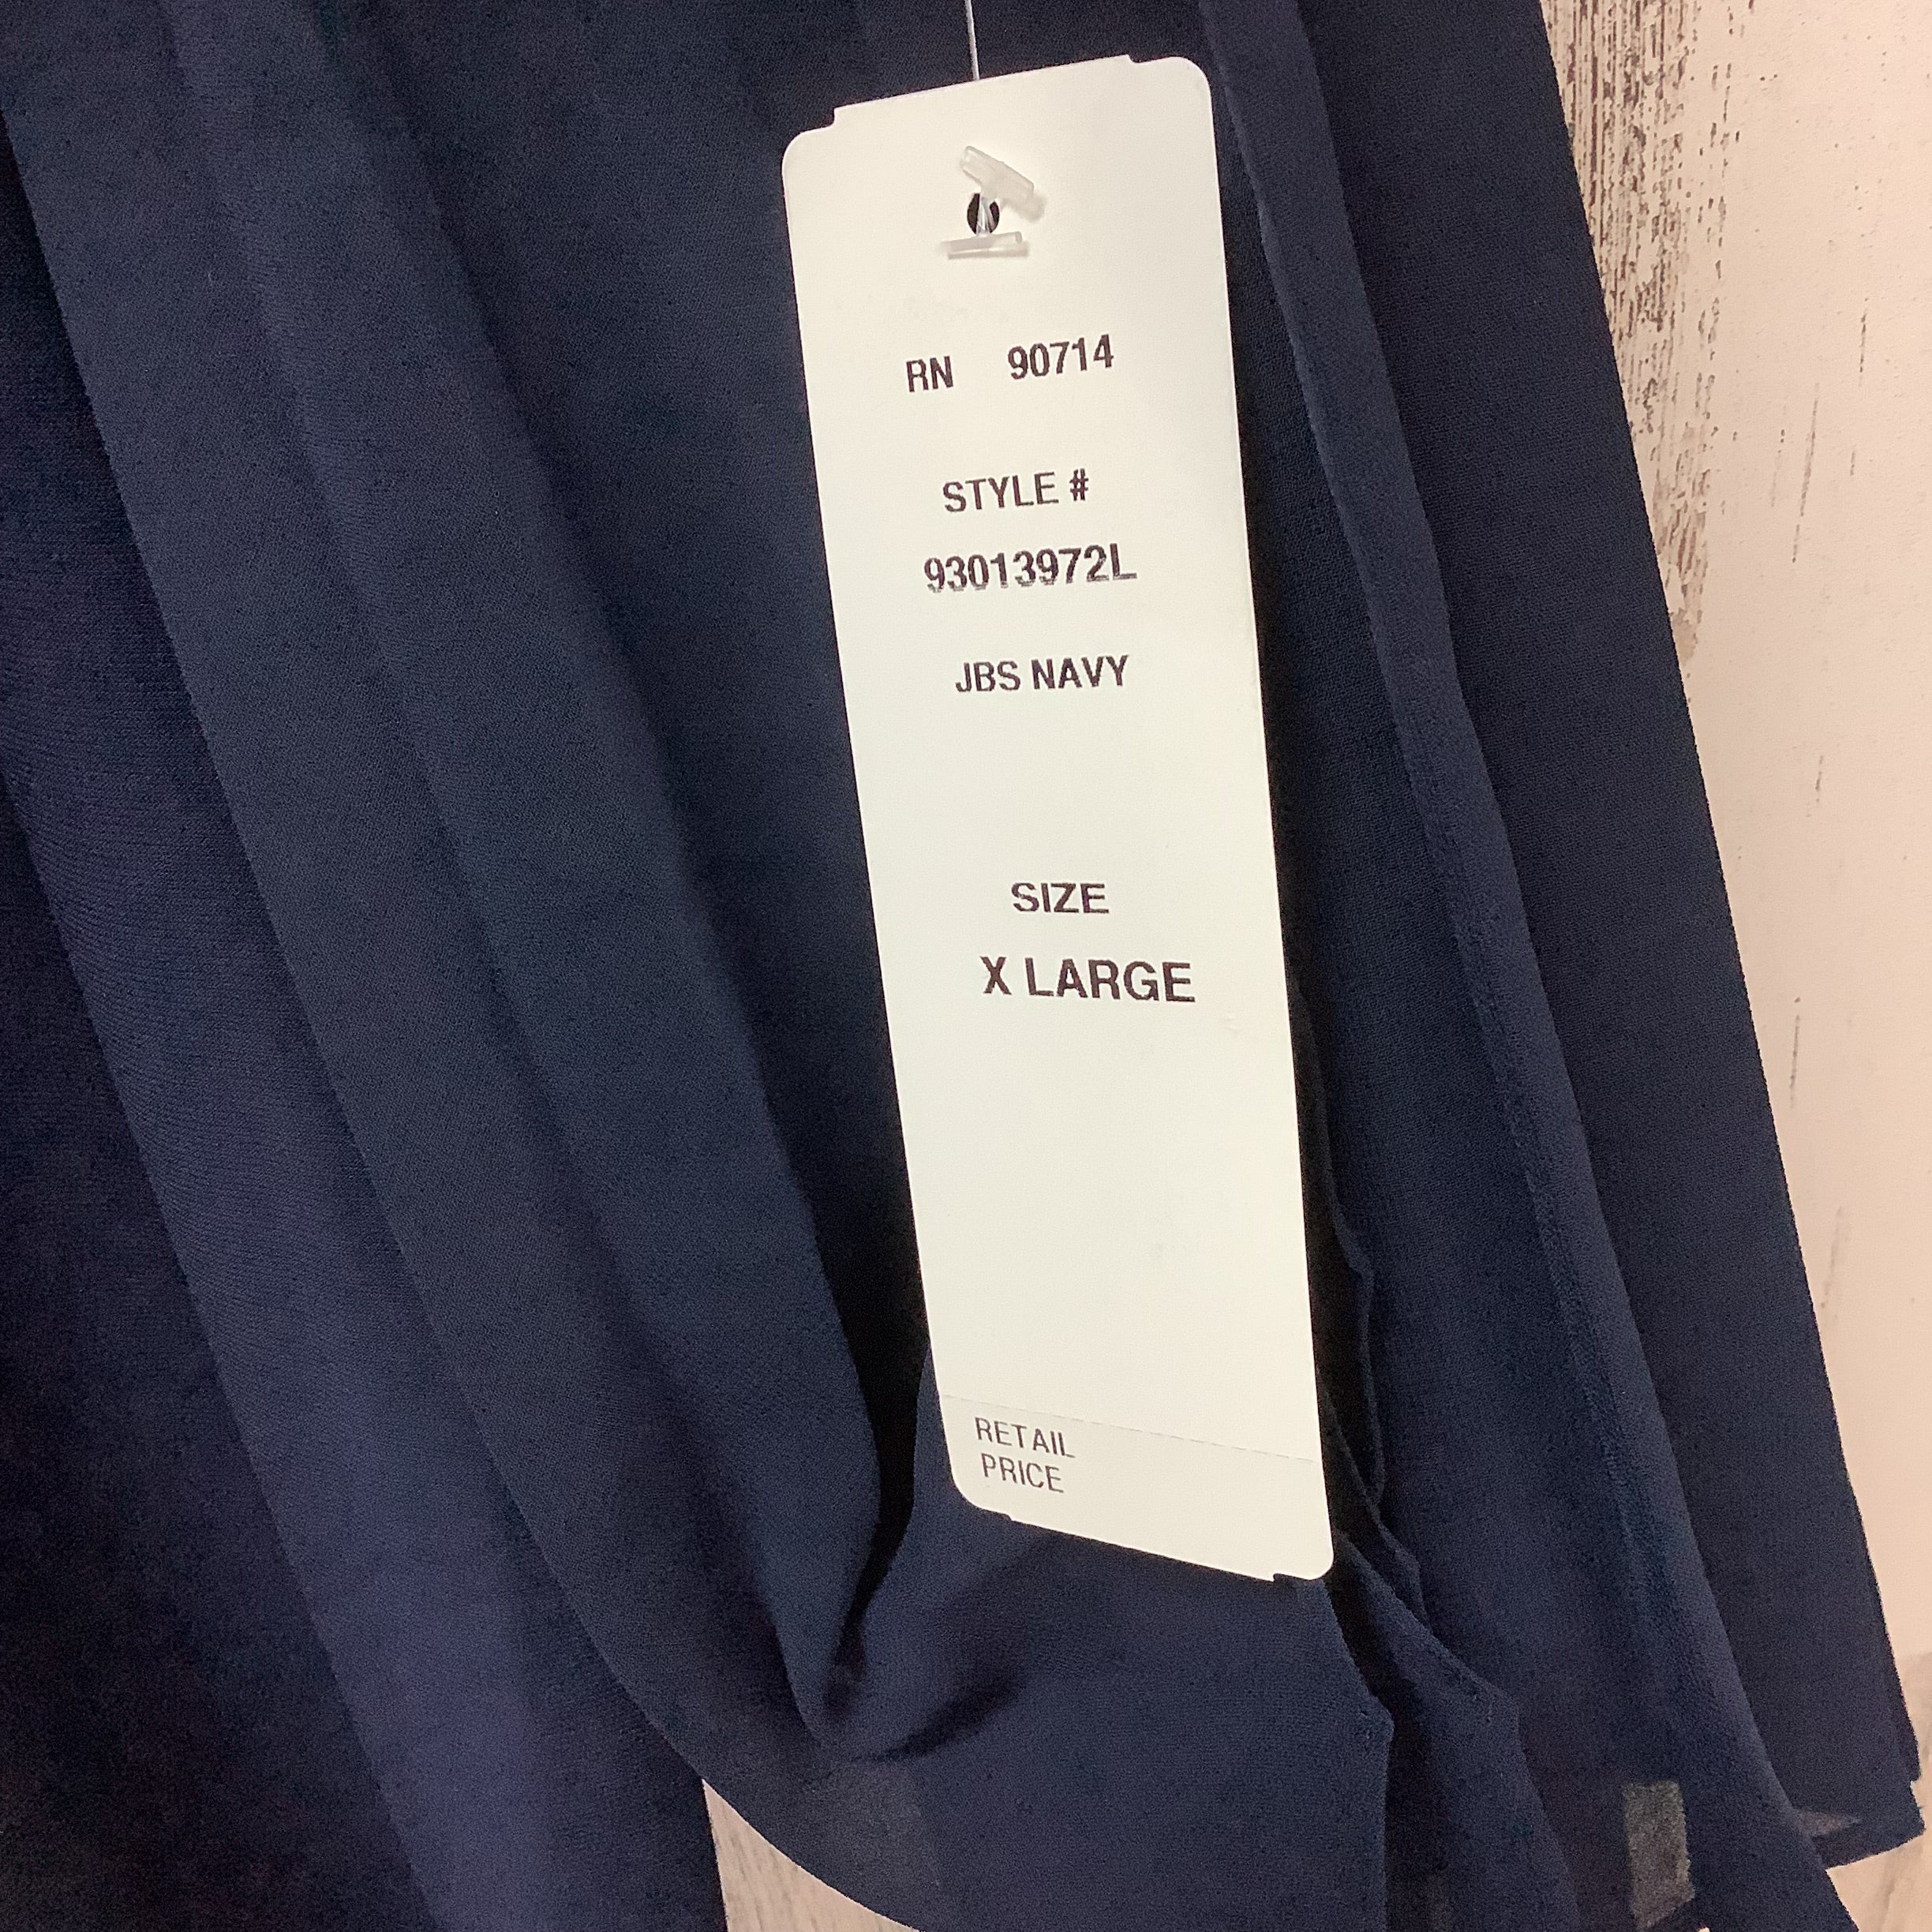 RN 90714
STYLE #
93013972L
JBS NAVY
SIZE
X LARGE
RETAIL
PRICE